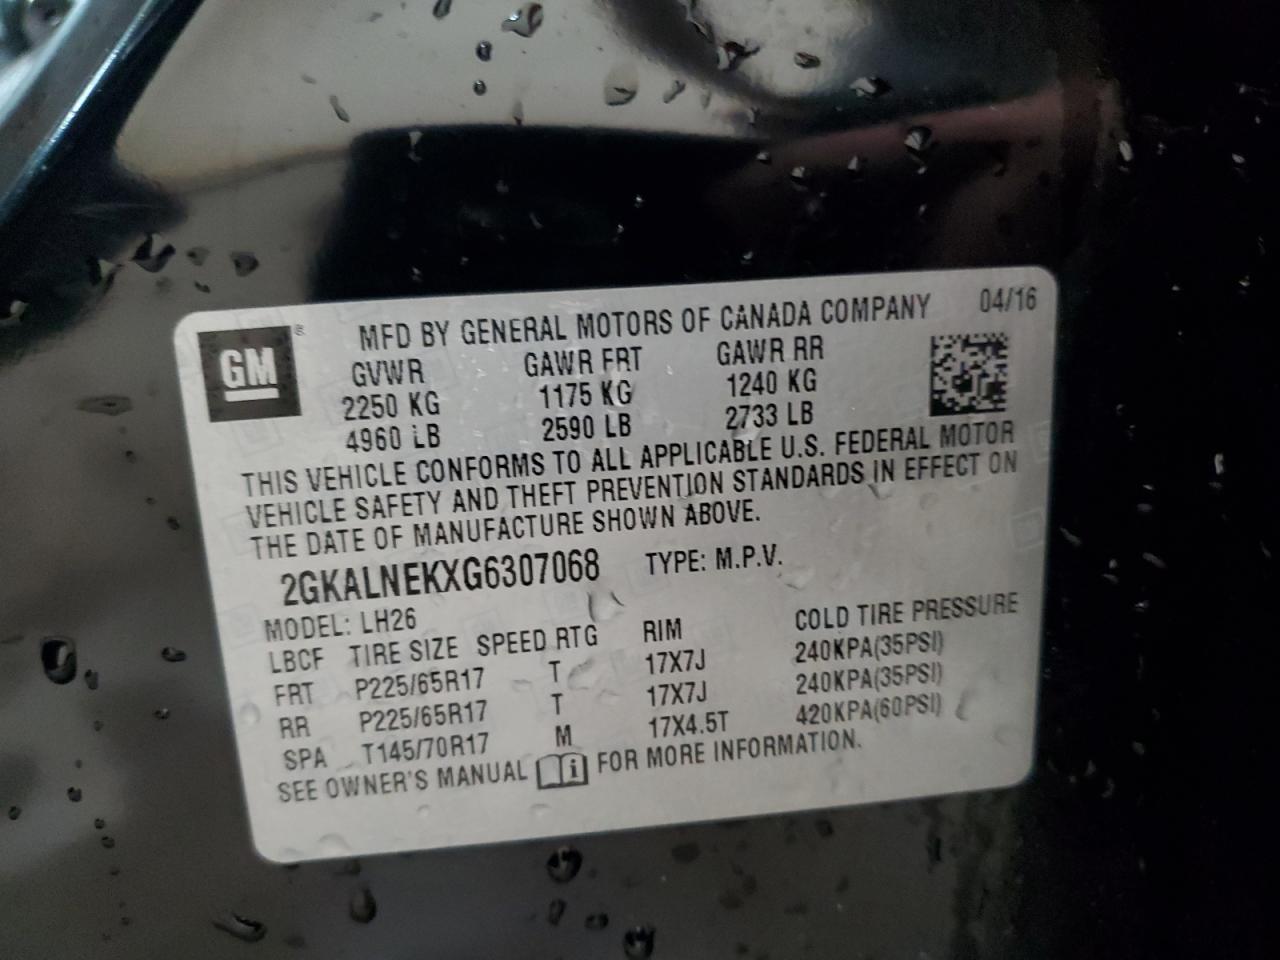 GM ® MFD BY GENERAL MOTORS OF CANADA COMPANY 04/16
GVWR GAWR FRT GAWR RR
2250 KG 1175 KG 1240 KG
4960 LB 2590 LB 2733 LB
THIS VEHICLE CONFORMS TO ALL APPLICABLE U.S. FEDERAL MOTOR
VEHICLE SAFETY AND THEFT PREVENTION STANDARDS IN EFFECT ON
THE DATE OF MANUFACTURE SHOWN ABOVE.
2GKALNEKXG6307068 TYPE: M.P.V.
MODEL: LH26
LBCF TIRE SIZE SPEED RTG RIM COLD TIRE PRESSURE
FRT P225/65R17 T 17X7J 240KPA(35PSI)
RR P225/65R17 T 17X7J 240KPA(35PSI)
SPA T145/70R17 M 17X4.5T 420KPA(60PSI)
SEE OWNER'S MANUAL i FOR MORE INFORMATION.